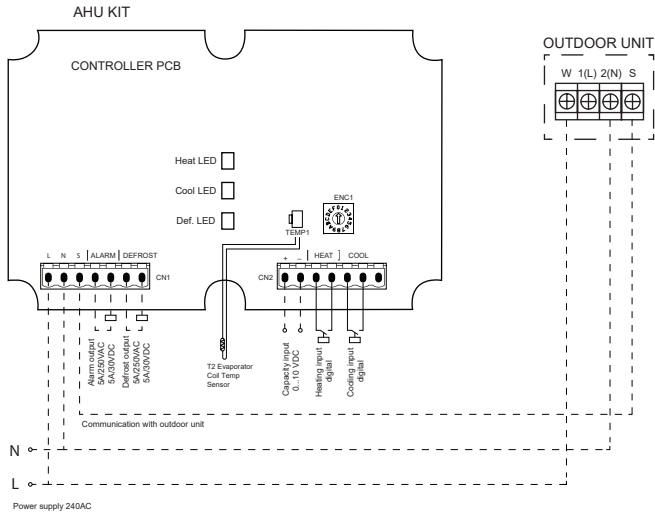 AHU KIT
OUTDOOR UNIT
CONTROLLER PCB
W 1(L) 2(N) S
Heat LED
Cool LED
Def. LED
ENC1
TEMP1
L N S ALARM DEFROST
CN1
+ – HEAT COOL
CN2
Alarm output
5A/250VAC
5A/30VDC
Defrost output
5A/250VAC
5A/30VDC
T2 Evaporator
Coil Temp
Sensor
Capacity input
0...10 VDC
Heating input
digital
Cooling input
digital
Communication with outdoor unit
N
L
Power supply 240AC